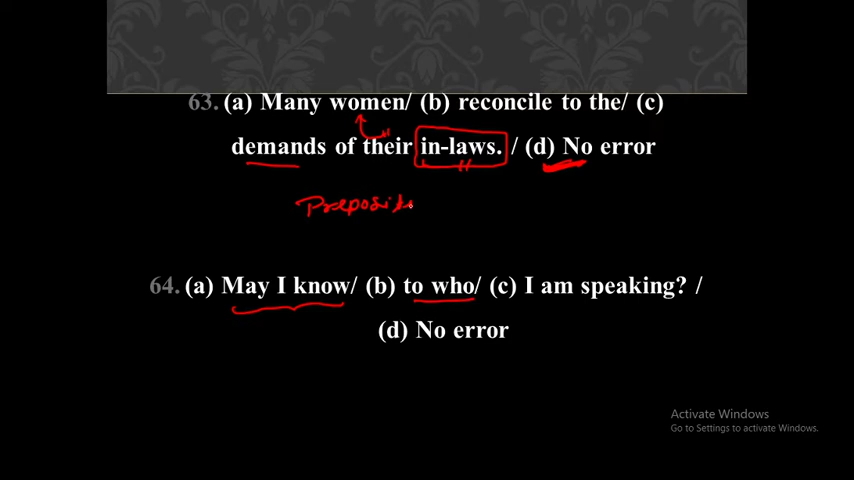 63. (a) Many women/ (b) reconcile to the/ (c)
demands of their in-laws. / (d) No error
Preposit
64. (a) May I know/ (b) to who/ (c) I am speaking? /
(d) No error
Activate Windows
Go to Settings to activate Windows.